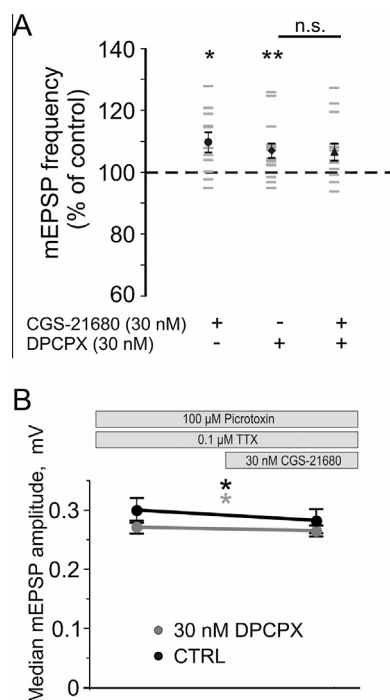 A
n.s.
* **
140
120
100
80
60
mEPSP frequency
(% of control)
CGS-21680 (30 nM) + - +
DPCPX (30 nM) - + +
B
100 µM Picrotoxin
0.1 µM TTX
30 nM CGS-21680
*
*
0.3
0.2
0.1
0
Median mEPSP amplitude, mV
30 nM DPCPX
CTRL